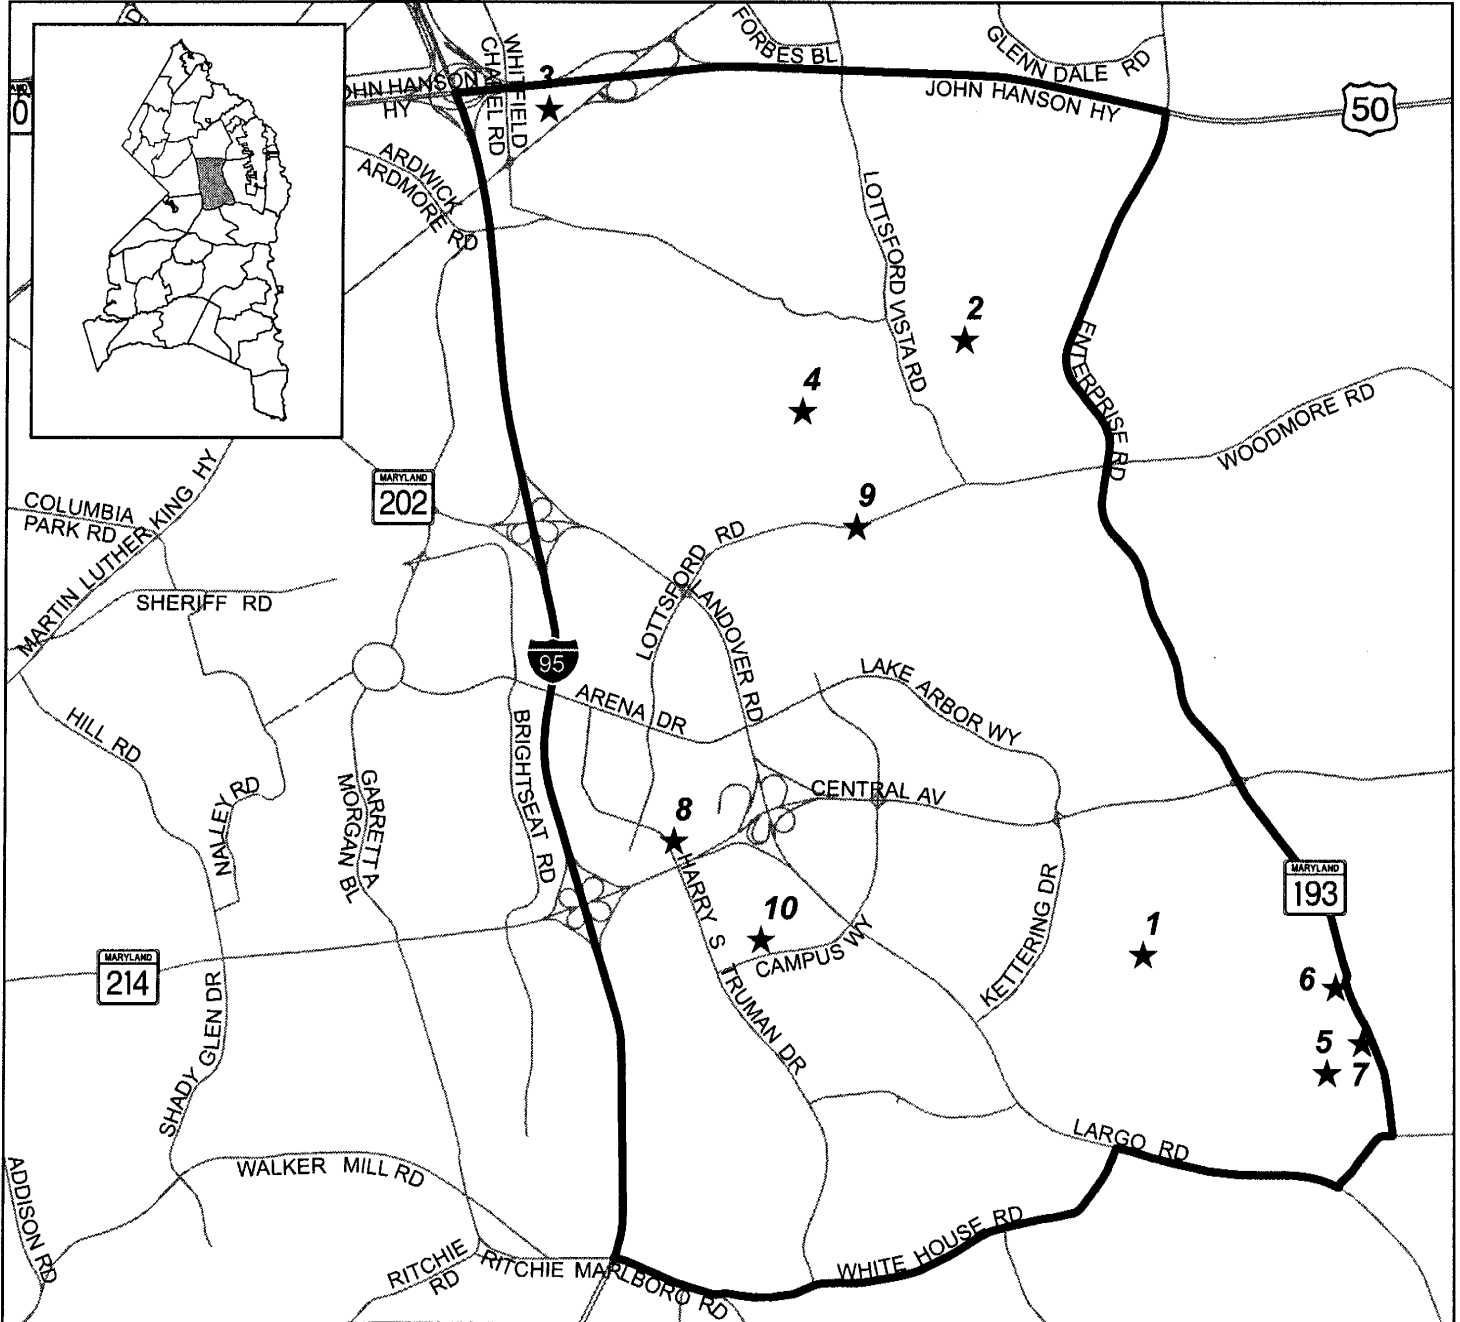 FORBES BL
GLENN DALE RD
WHITFIELD
CHAPEL RD
3
JOHN HANSON
HY
JOHN HANSON HY
50
0
ARDWICK
ARDMORE RD
LOTTSFORD VISTA RD
2
ENTERPRISE RD
4
WOODMORE RD
MARYLAND
202
9
COLUMBIA
PARK RD
MARTIN LUTHER KING HY
LOTTSFORD RD
SHERIFF RD
LANDOVER RD
95
LAKE ARBOR WY
ARENA DR
HILL RD
BRIGHTSEAT RD
GARRETT A
MORGAN BL
NALLEY RD
CENTRAL AV
8
HARRY S TRUMAN DR
KETTERING DR
MARYLAND
193
10
CAMPUS WY
1
MARYLAND
214
6
SHADY GLEN DR
5
7
LARGO RD
WALKER MILL RD
ADDISON RD
WHITE HOUSE RD
RITCHIE
RD
RITCHIE MARLBORO RD